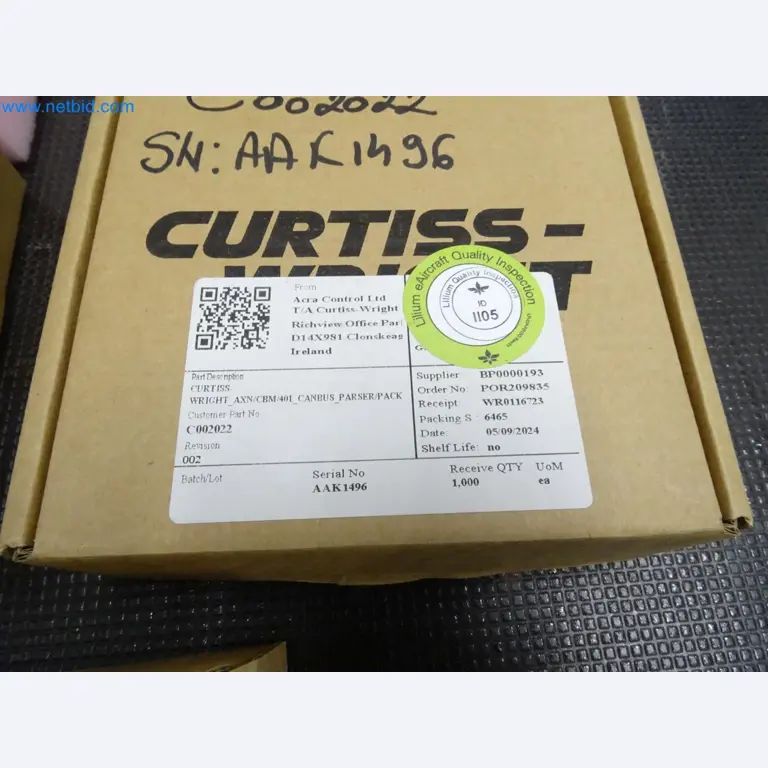 www.netbid.com
C002022
SN: AAK1496
CURTISS-
WRIGHT
From
Acra Control Ltd
T/A Curtiss-Wright
Richview Office Par
D14X981 Clonskeag
Ireland
Lilium eAircraft Quality Inspection
Lilium Quality Inspection
ID
1105
Part Description
CURTISS-
WRIGHT_AXN/CBM/401_CANBUS_PARSER/PACK
Customer Part No
C002022
Revision
002
Supplier BP0000193
Order No: POR209835
Receipt: WR0116723
Packing S 6465
Date: 05/09/2024
Shelf Life: no
Batch/Lot
Serial No
AAK1496
Receive QTY UoM
1,000 ea